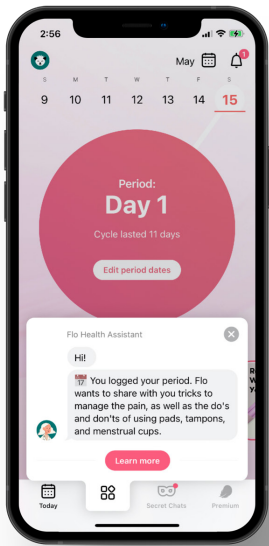 2:56
May
1
S M T W T F S
9 10 11 12 13 14 15
Period:
Day 1
Cycle lasted 11 days
Edit period dates
Flo Health Assistant
Hi!
📅 You logged your period. Flo
wants to share with you tricks to
manage the pain, as well as the do's
and don'ts of using pads, tampons,
and menstrual cups.
Learn more
Today
Secret Chats
Premium